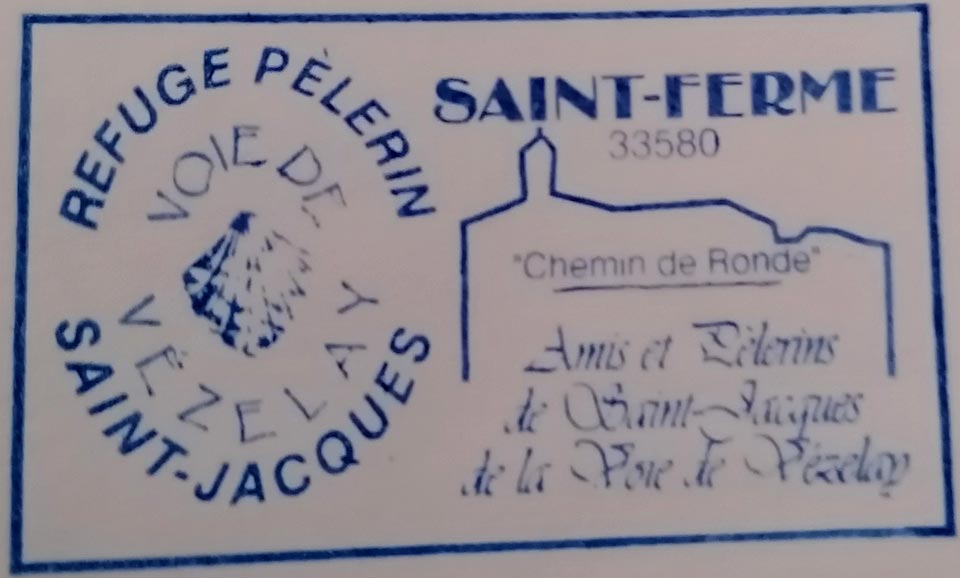 REFUGE PÈLERIN
VOIE DE
VÉZELAY
SAINT-JACQUES
SAINT-FERME
33580
"Chemin de Ronde"
Amis et Pèlerins
de Saint-Jacques
de la Voie de Vézelay